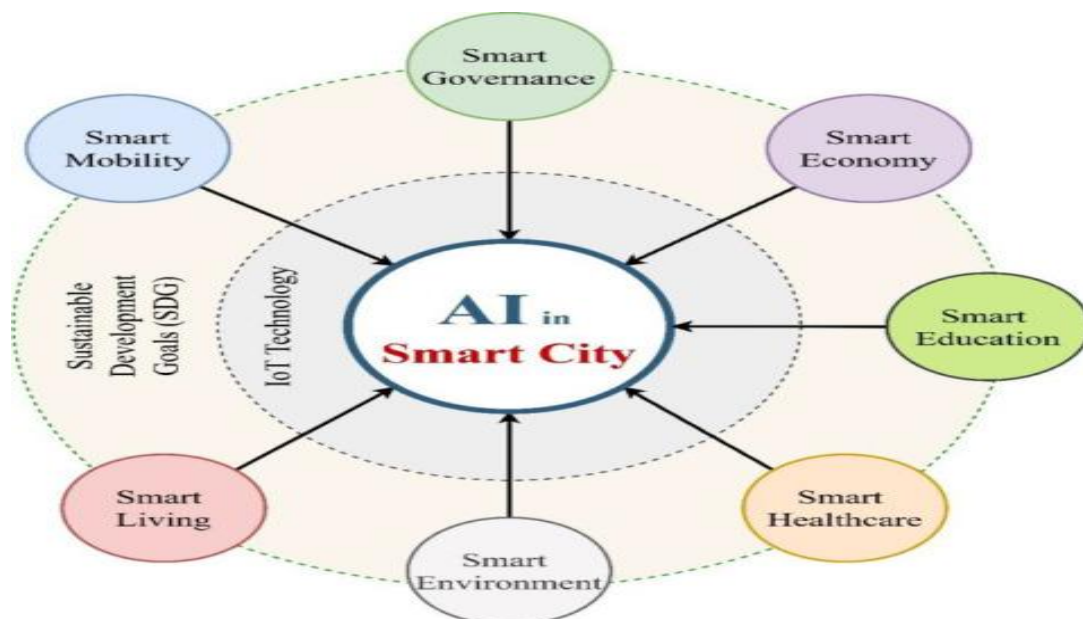 Smart
Governance
Smart
Mobility
Smart
Economy
Sustainable
Development
Goals (SDG)
IoT Technology
AI in
Smart City
Smart
Education
Smart
Living
Smart
Healthcare
Smart
Environment